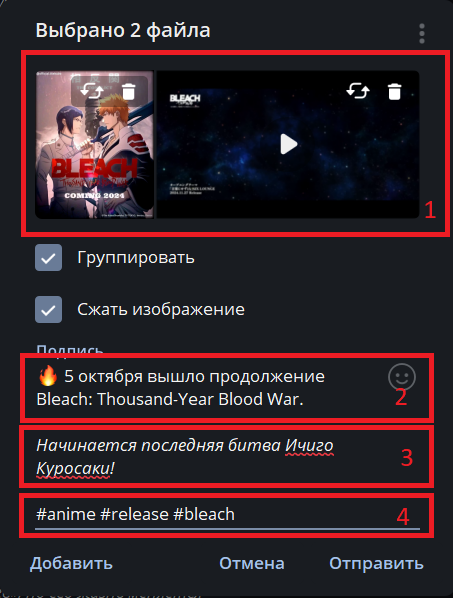 Выбрано 2 файла
BLEACH
BLEACH
COMING 2024
1
Группировать
Сжать изображение
Подпись
🔥 5 октября вышло продолжение
Bleach: Thousand-Year Blood War.
2
Начинается последняя битва Ичиго
Куросаки!
3
#anime #release #bleach
4
Добавить
Отмена
Отправить